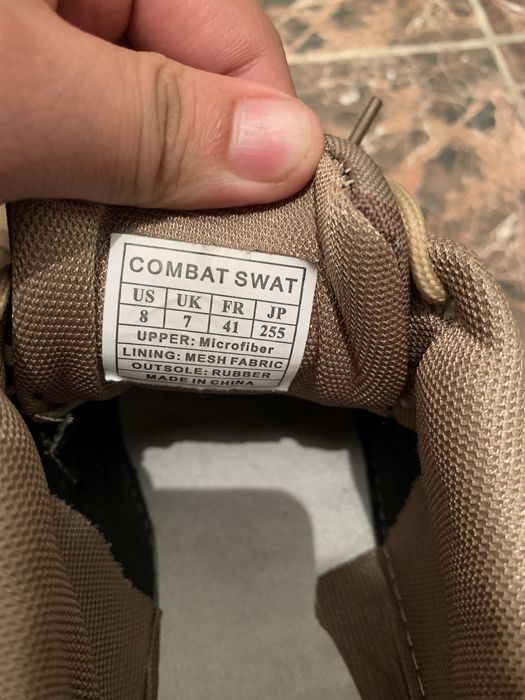 COMBAT SWAT
US UK FR JP
8 7 41 255
UPPER: Microfiber
LINING: MESH FABRIC
OUTSOLE: RUBBER
MADE IN CHINA